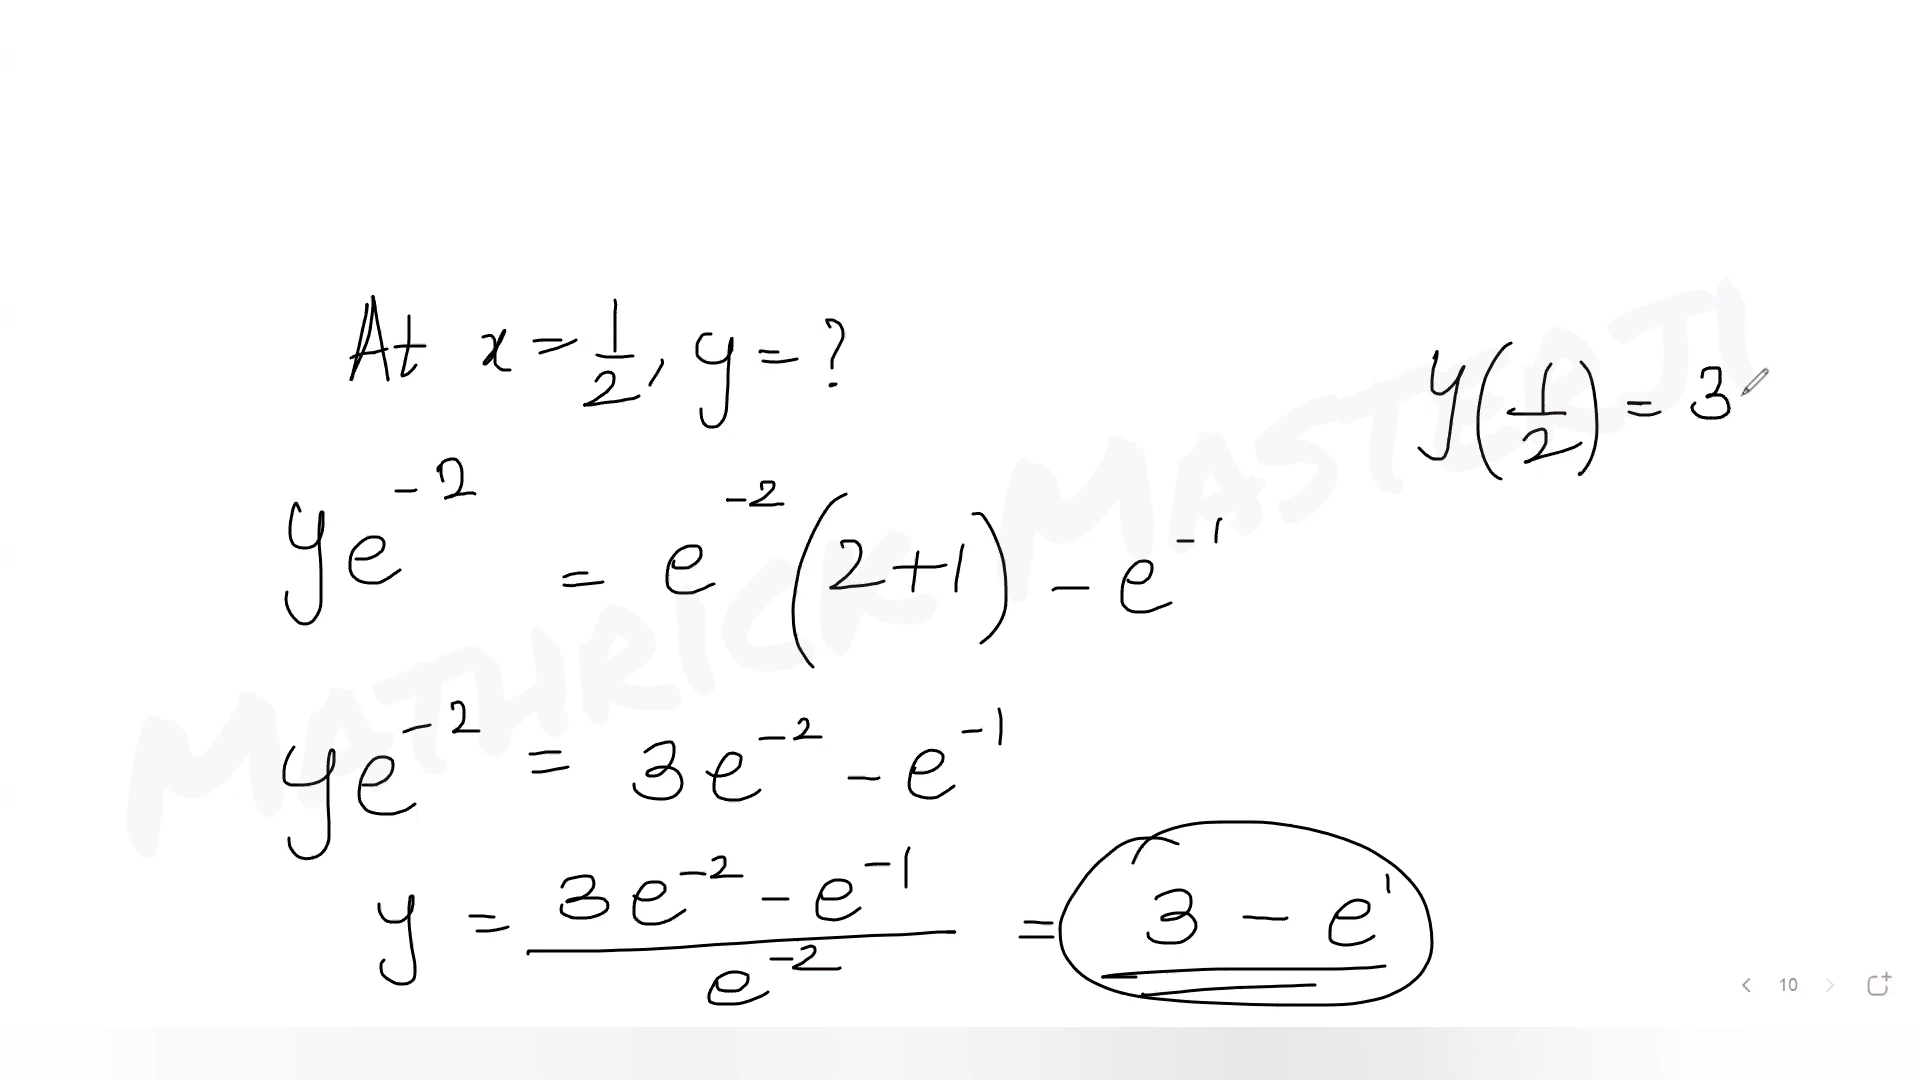 At x = 1/2, y = ?
y(1/2) = 3
ye^-2 = e^-2 (2+1) - e^-1
ye^-2 = 3e^-2 - e^-1
y = (3e^-2 - e^-1)/e^-2 = 3 - e^1
MATHRICK MASTERJI
10